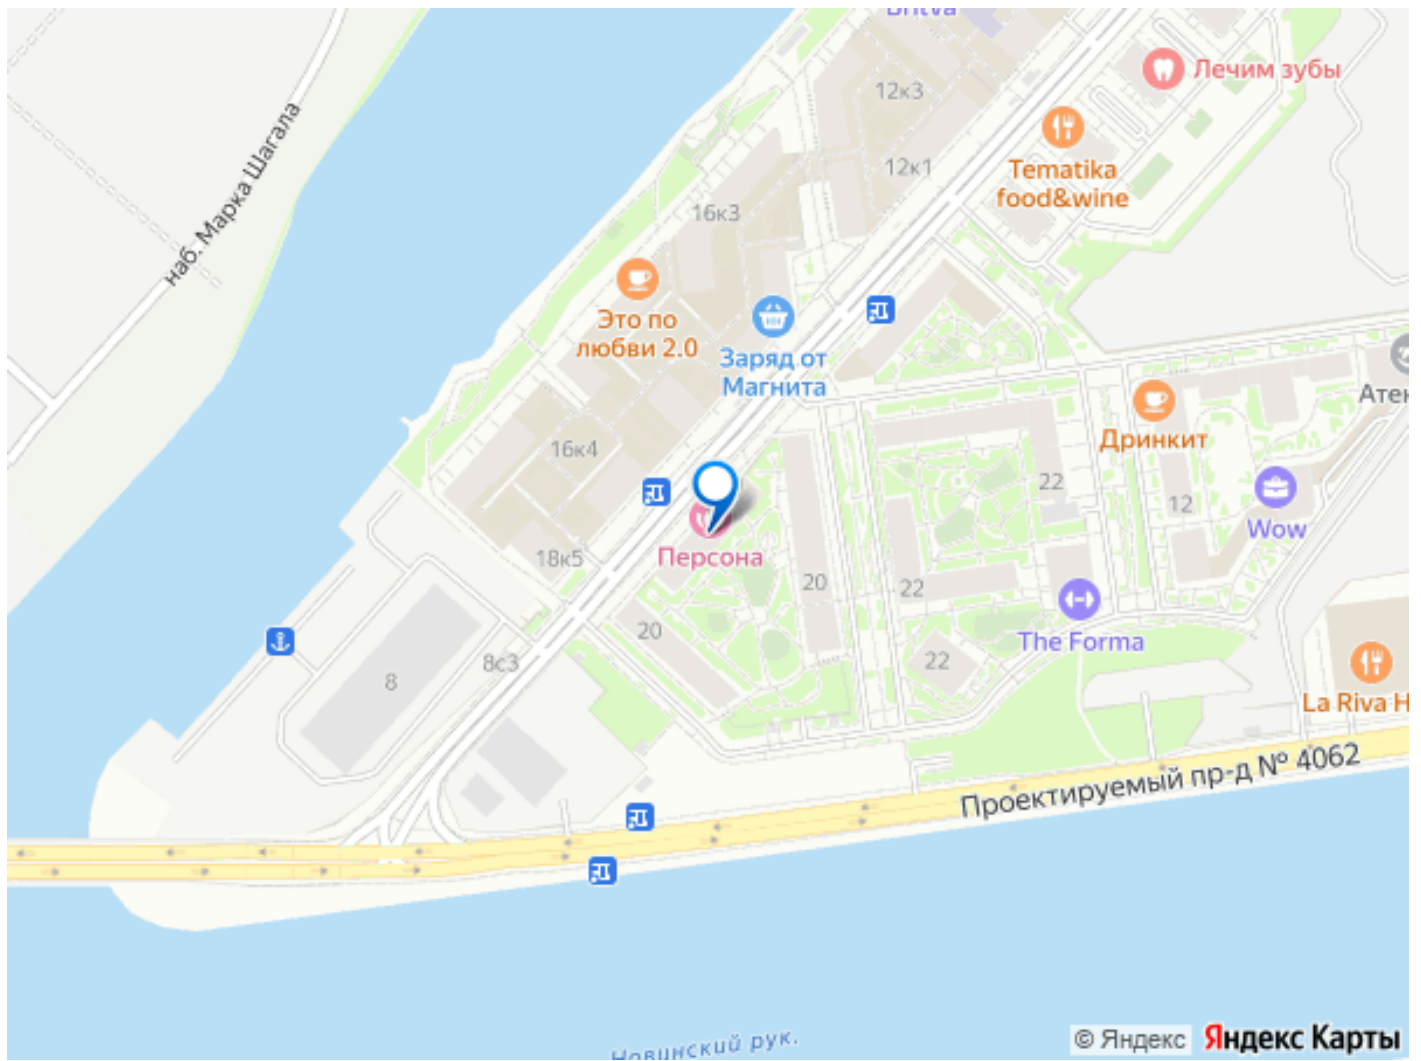 Britva
Лечим зубы
12к3
наб. Марка Шагала
Tematika
food&wine
12к1
16к3
Это по
любви 2.0
Заряд от
Магнита
Дринкит
16к4
22
12
Wow
Персона
18к5
20
22
The Forma
20
22
8с3
8
La Riva H
Проектируемый пр-д № 4062
Новинский рук.
© Яндекс
Яндекс Карты